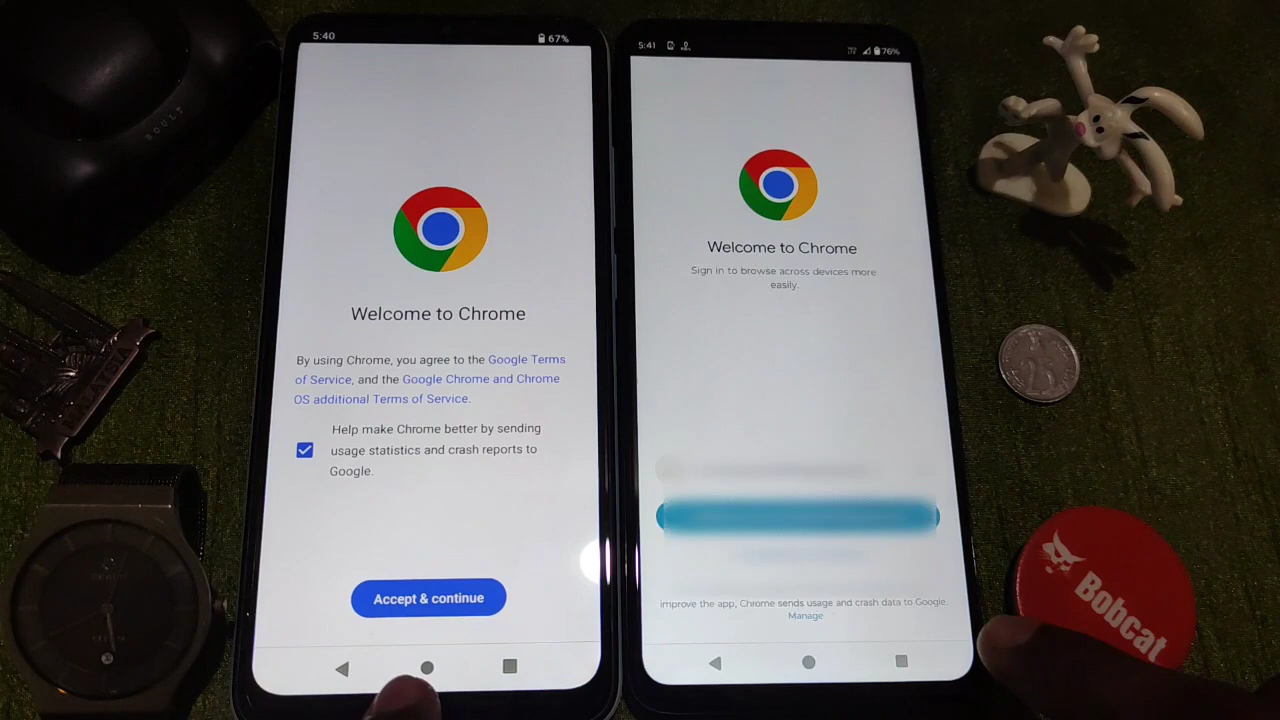 5:40
67%
Welcome to Chrome
By using Chrome, you agree to the Google Terms
of Service, and the Google Chrome and Chrome
OS additional Terms of Service.
Help make Chrome better by sending
usage statistics and crash reports to
Google.
Accept & continue
5:41
76%
Welcome to Chrome
Sign in to browse across devices more
easily.
improve the app, Chrome sends usage and crash data to Google.
Manage
BOULT
25
Bobcat